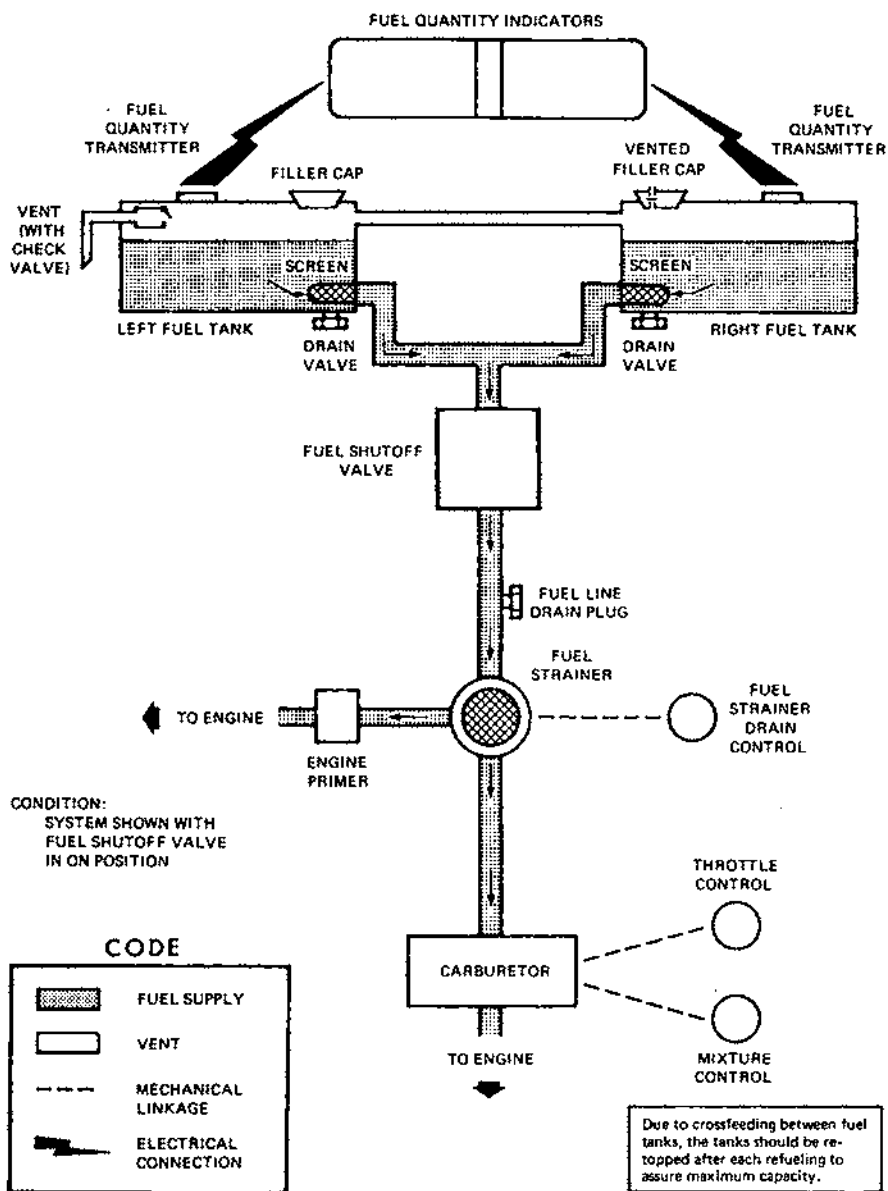 FUEL QUANTITY INDICATORS
FUEL
QUANTITY
TRANSMITTER
FUEL
QUANTITY
TRANSMITTER
FILLER CAP
VENTED
FILLER CAP
VENT
(WITH
CHECK
VALVE)
SCREEN
SCREEN
LEFT FUEL TANK
DRAIN
VALVE
DRAIN
VALVE
RIGHT FUEL TANK
FUEL SHUTOFF
VALVE
FUEL LINE
DRAIN PLUG
FUEL
STRAINER
FUEL
STRAINER
DRAIN
CONTROL
TO ENGINE
ENGINE
PRIMER
CONDITION:
SYSTEM SHOWN WITH
FUEL SHUTOFF VALVE
IN ON POSITION
THROTTLE
CONTROL
CARBURETOR
TO ENGINE
MIXTURE
CONTROL
CODE
FUEL SUPPLY
VENT
MECHANICAL
LINKAGE
ELECTRICAL
CONNECTION
Due to crossfeeding between fuel
tanks, the tanks should be re-
topped after each refueling to
assure maximum capacity.